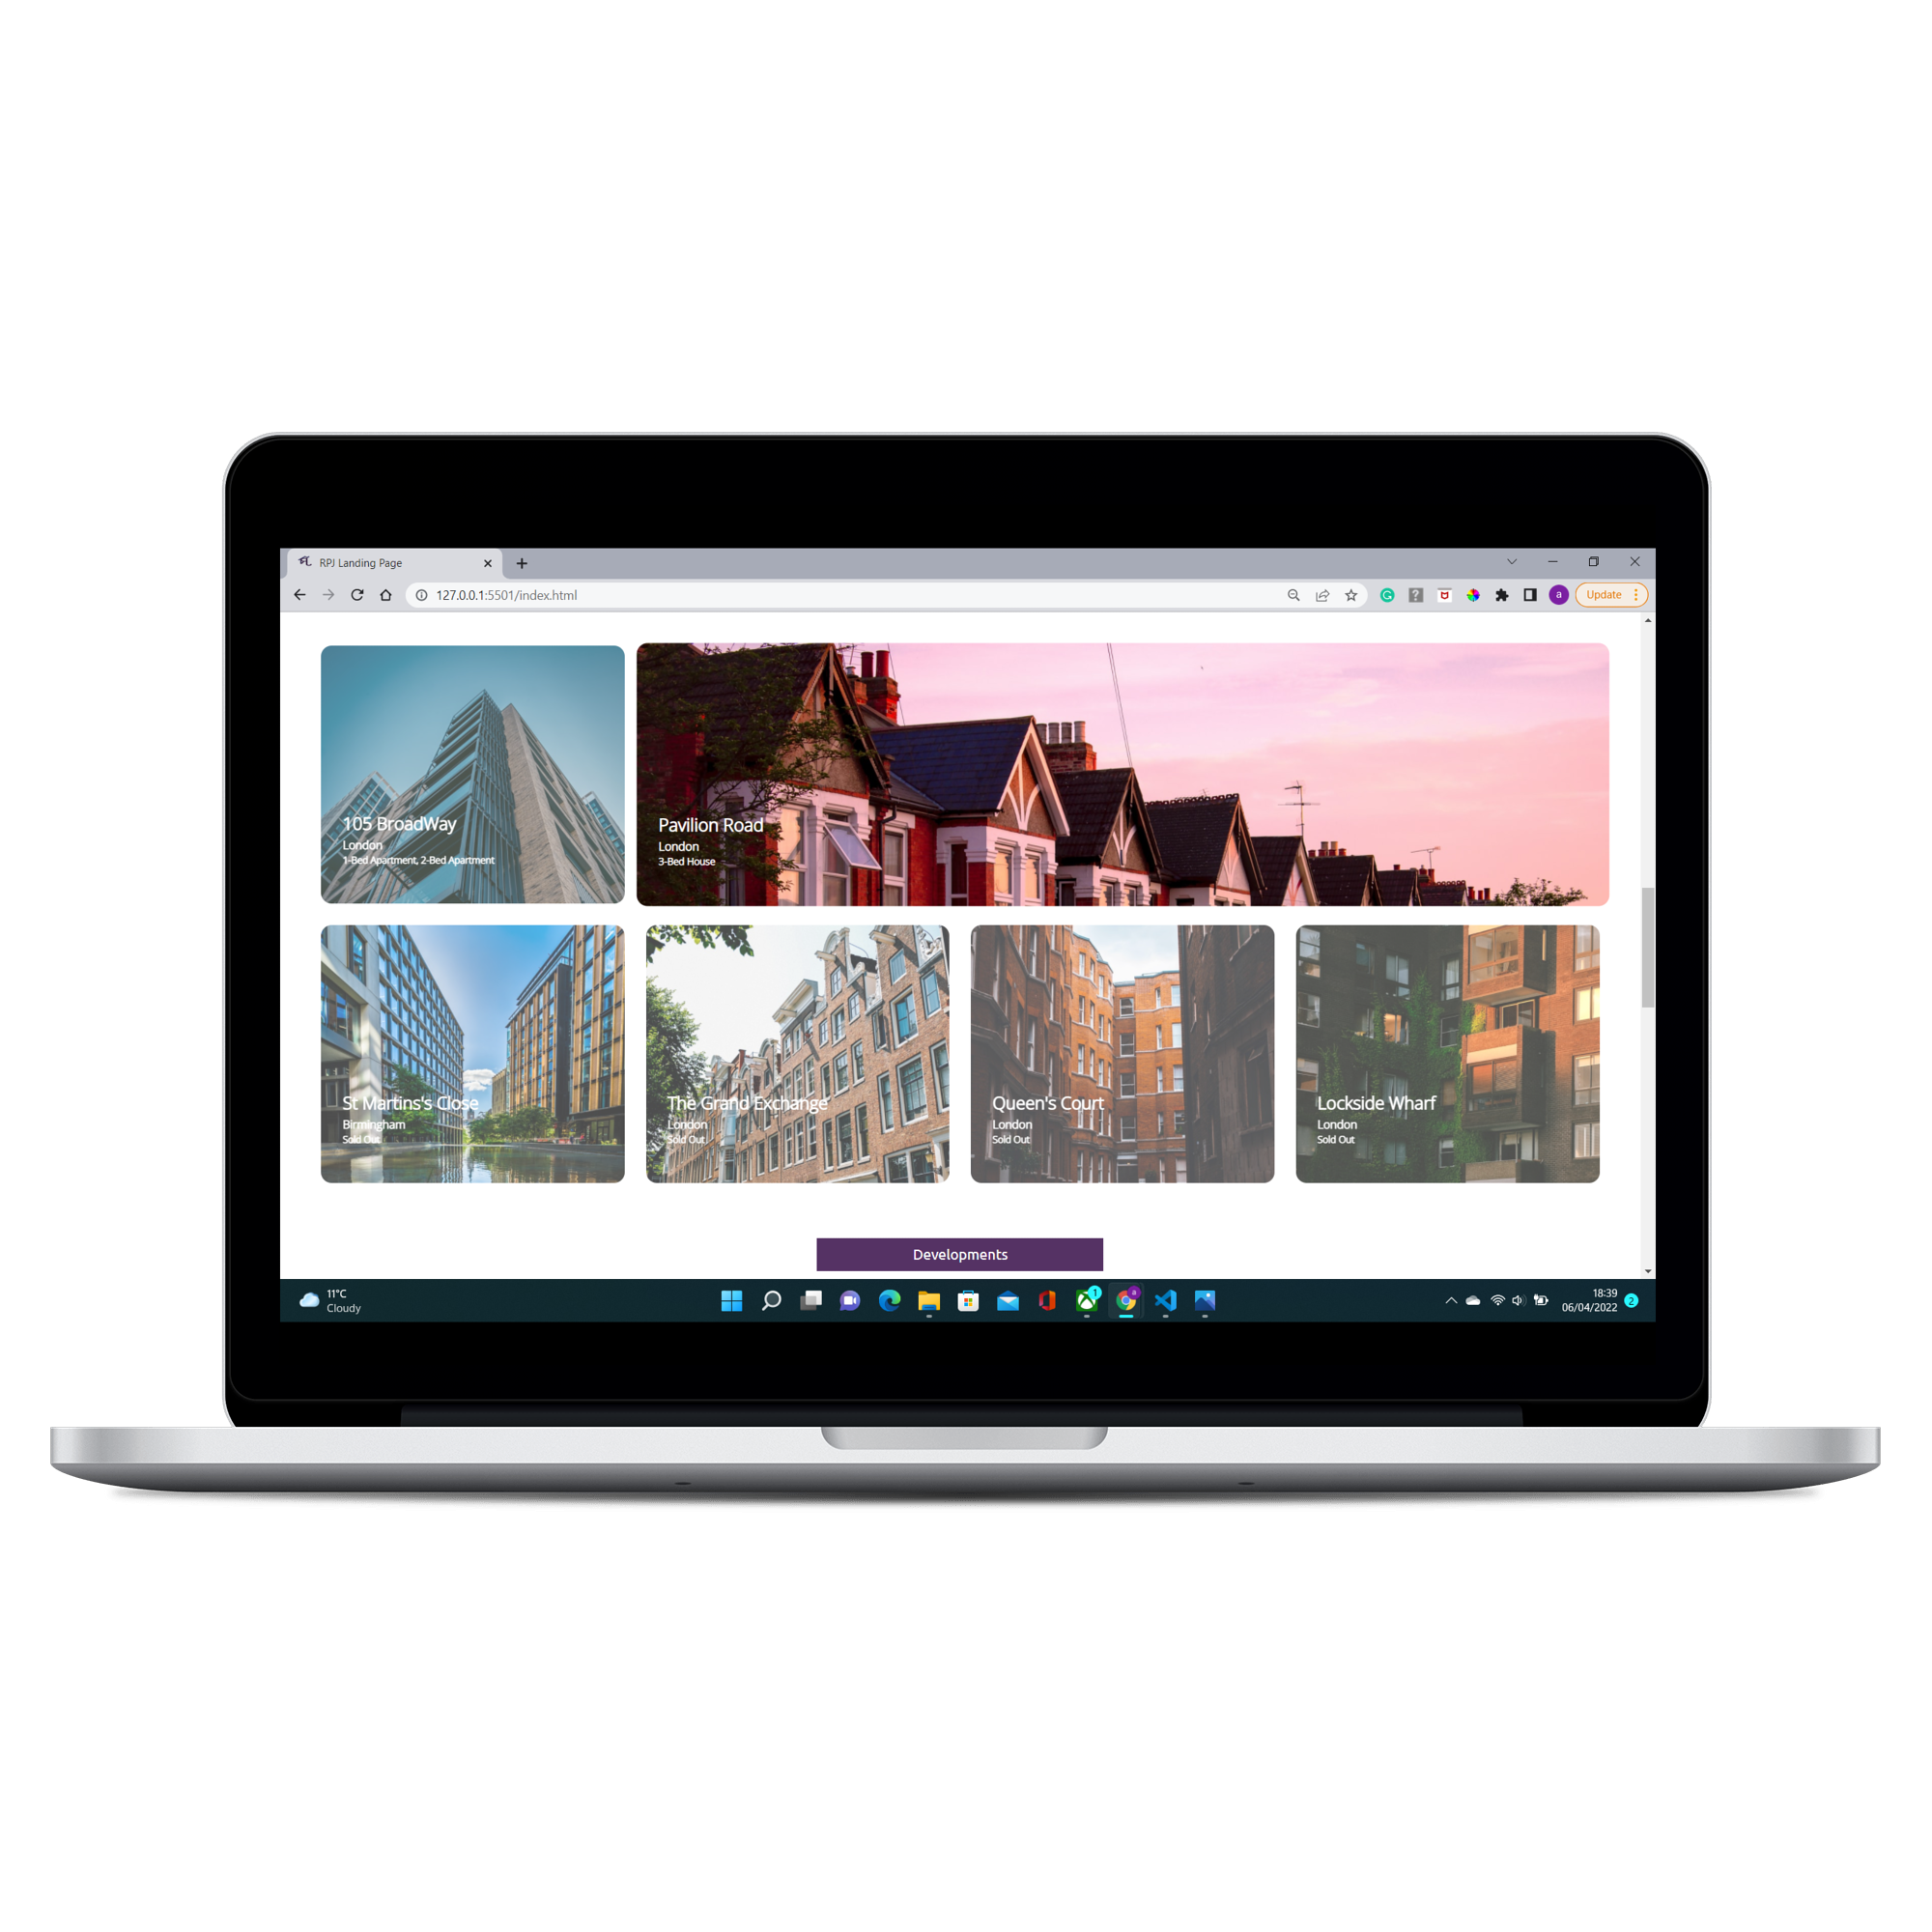 RPJ Landing Page
127.0.0.1:5501/index.html
a
Update
105 BroadWay
London
1-Bed Apartment, 2-Bed Apartment
Pavilion Road
London
3-Bed House
St Martins's Close
Birmingham
Sold Out
The Grand Exchange
London
Sold Out
Queen's Court
London
Sold Out
Lockside Wharf
London
Sold Out
Developments
11°C
Cloudy
1
a
18:39
06/04/2022
2